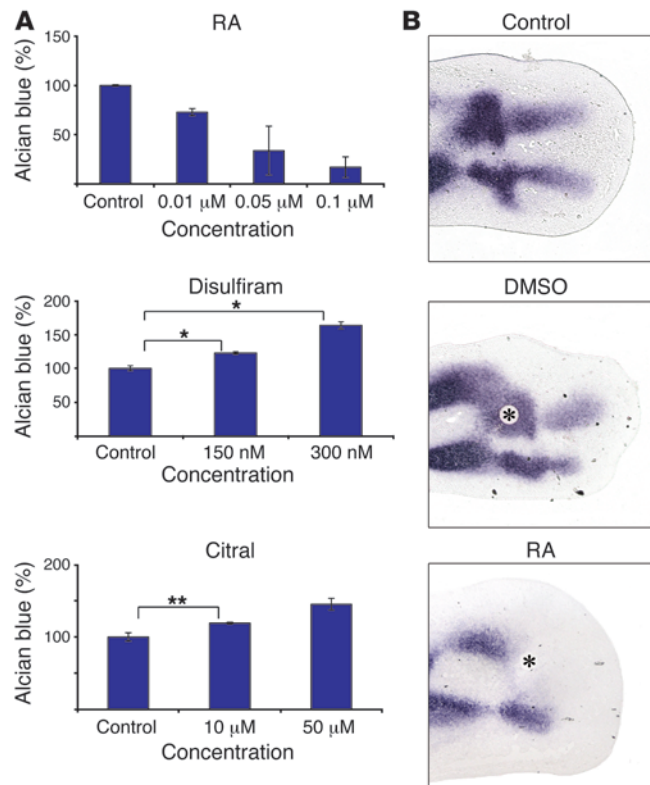 A
RA
Alcian blue (%)
150
100
50
Control 0.01 μM 0.05 μM 0.1 μM
Concentration
Disulfiram
*
*
Alcian blue (%)
200
150
100
50
Control 150 nM 300 nM
Concentration
Citral
**
Alcian blue (%)
200
100
Control 10 μM 50 μM
Concentration
B
Control
DMSO
*
RA
*